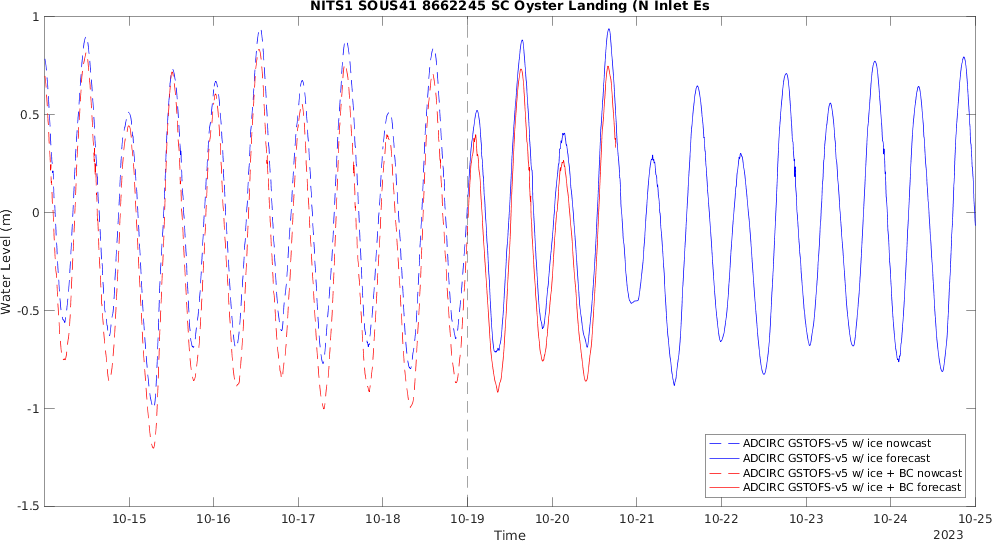 NITS1 SOUS41 8662245 SC Oyster Landing (N Inlet Es
1
0.5
0
-0.5
-1
-1.5
Water Level (m)
ADCIRC GSTOFS-v5 w/ ice nowcast
ADCIRC GSTOFS-v5 w/ ice forecast
ADCIRC GSTOFS-v5 w/ ice + BC nowcast
ADCIRC GSTOFS-v5 w/ ice + BC forecast
10-15 10-16 10-17 10-18 10-19 10-20 10-21 10-22 10-23 10-24 10-25
Time
2023